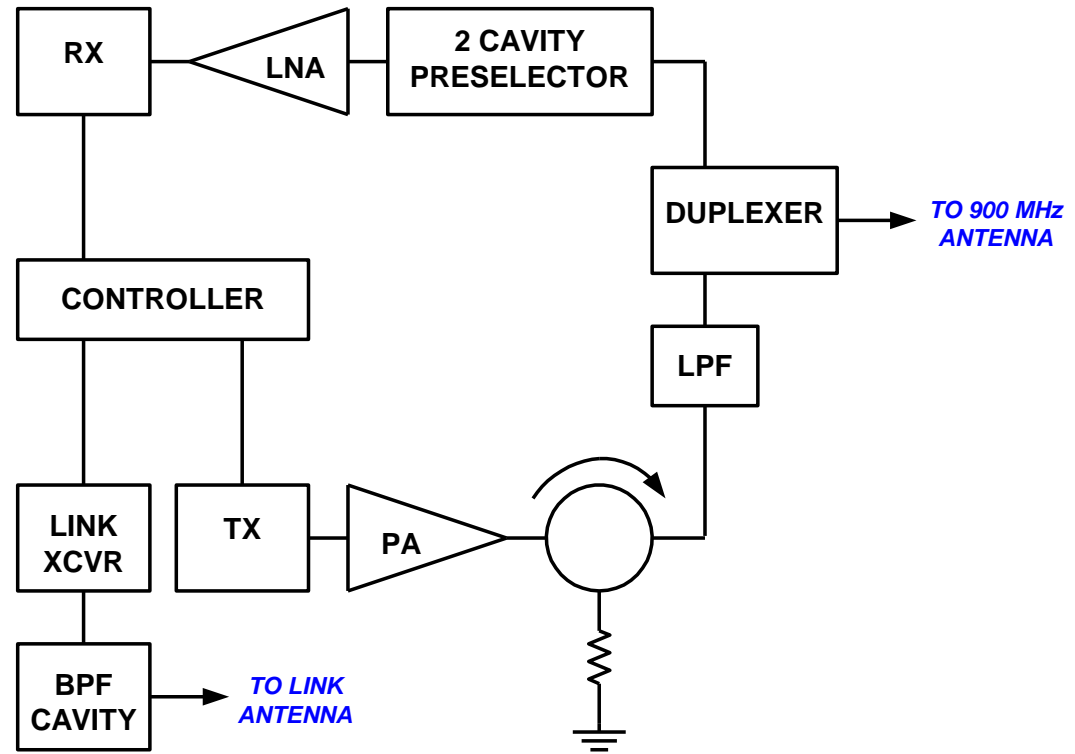 RX
LNA
2 CAVITY
PRESELECTOR
DUPLEXER
TO 900 MHz
ANTENNA
CONTROLLER
LPF
LINK
XCVR
TX
PA
BPF
CAVITY
TO LINK
ANTENNA